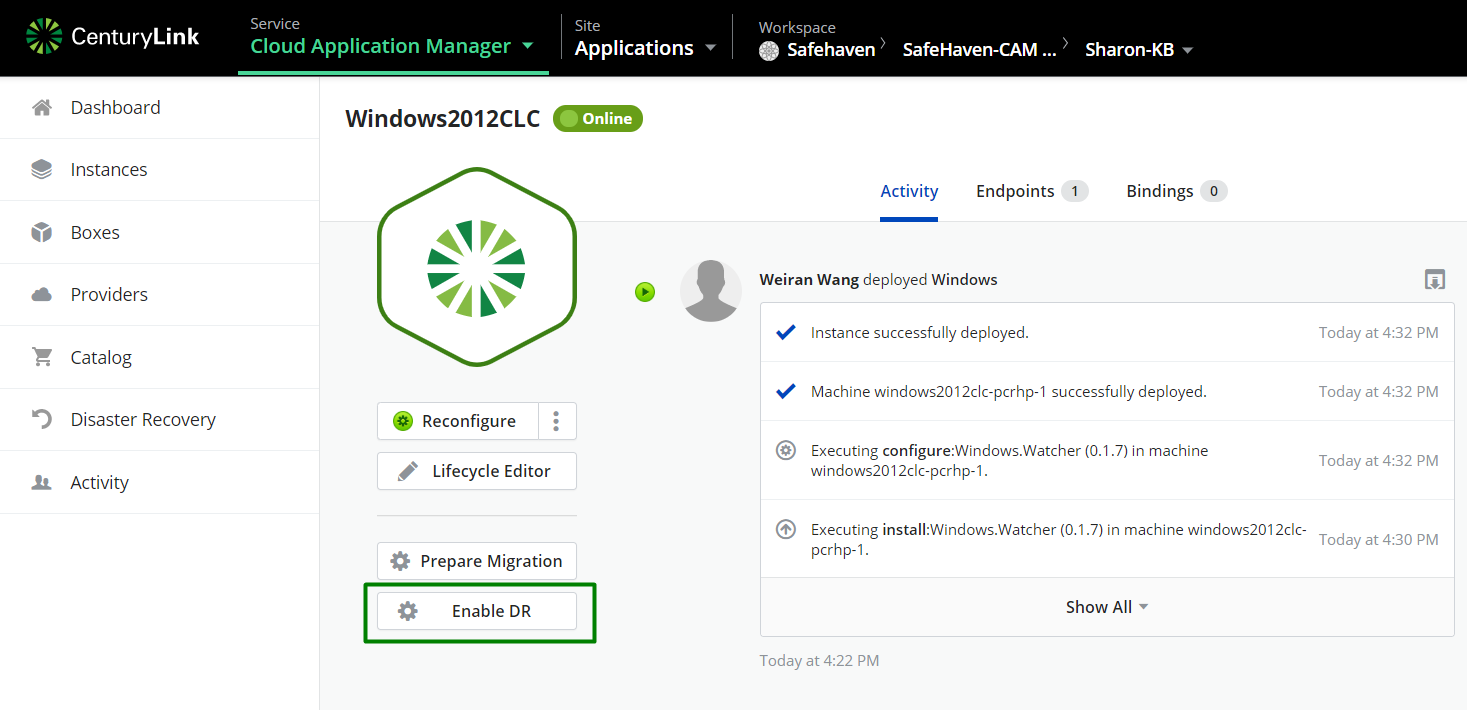 CenturyLink
Service
Cloud Application Manager
Site
Applications
Workspace
Safehaven
SafeHaven-CAM ...
Sharon-KB
Dashboard
Instances
Boxes
Providers
Catalog
Disaster Recovery
Activity
Windows2012CLC
Online
Activity
Endpoints 1
Bindings 0
Reconfigure
Lifecycle Editor
Prepare Migration
Enable DR
Weiran Wang deployed Windows
Instance successfully deployed.
Today at 4:32 PM
Machine windows2012clc-pcrhp-1 successfully deployed.
Today at 4:32 PM
Executing configure:Windows.Watcher (0.1.7) in machine
windows2012clc-pcrhp-1.
Today at 4:32 PM
Executing install:Windows.Watcher (0.1.7) in machine windows2012clc-
pcrhp-1.
Today at 4:30 PM
Show All
Today at 4:22 PM